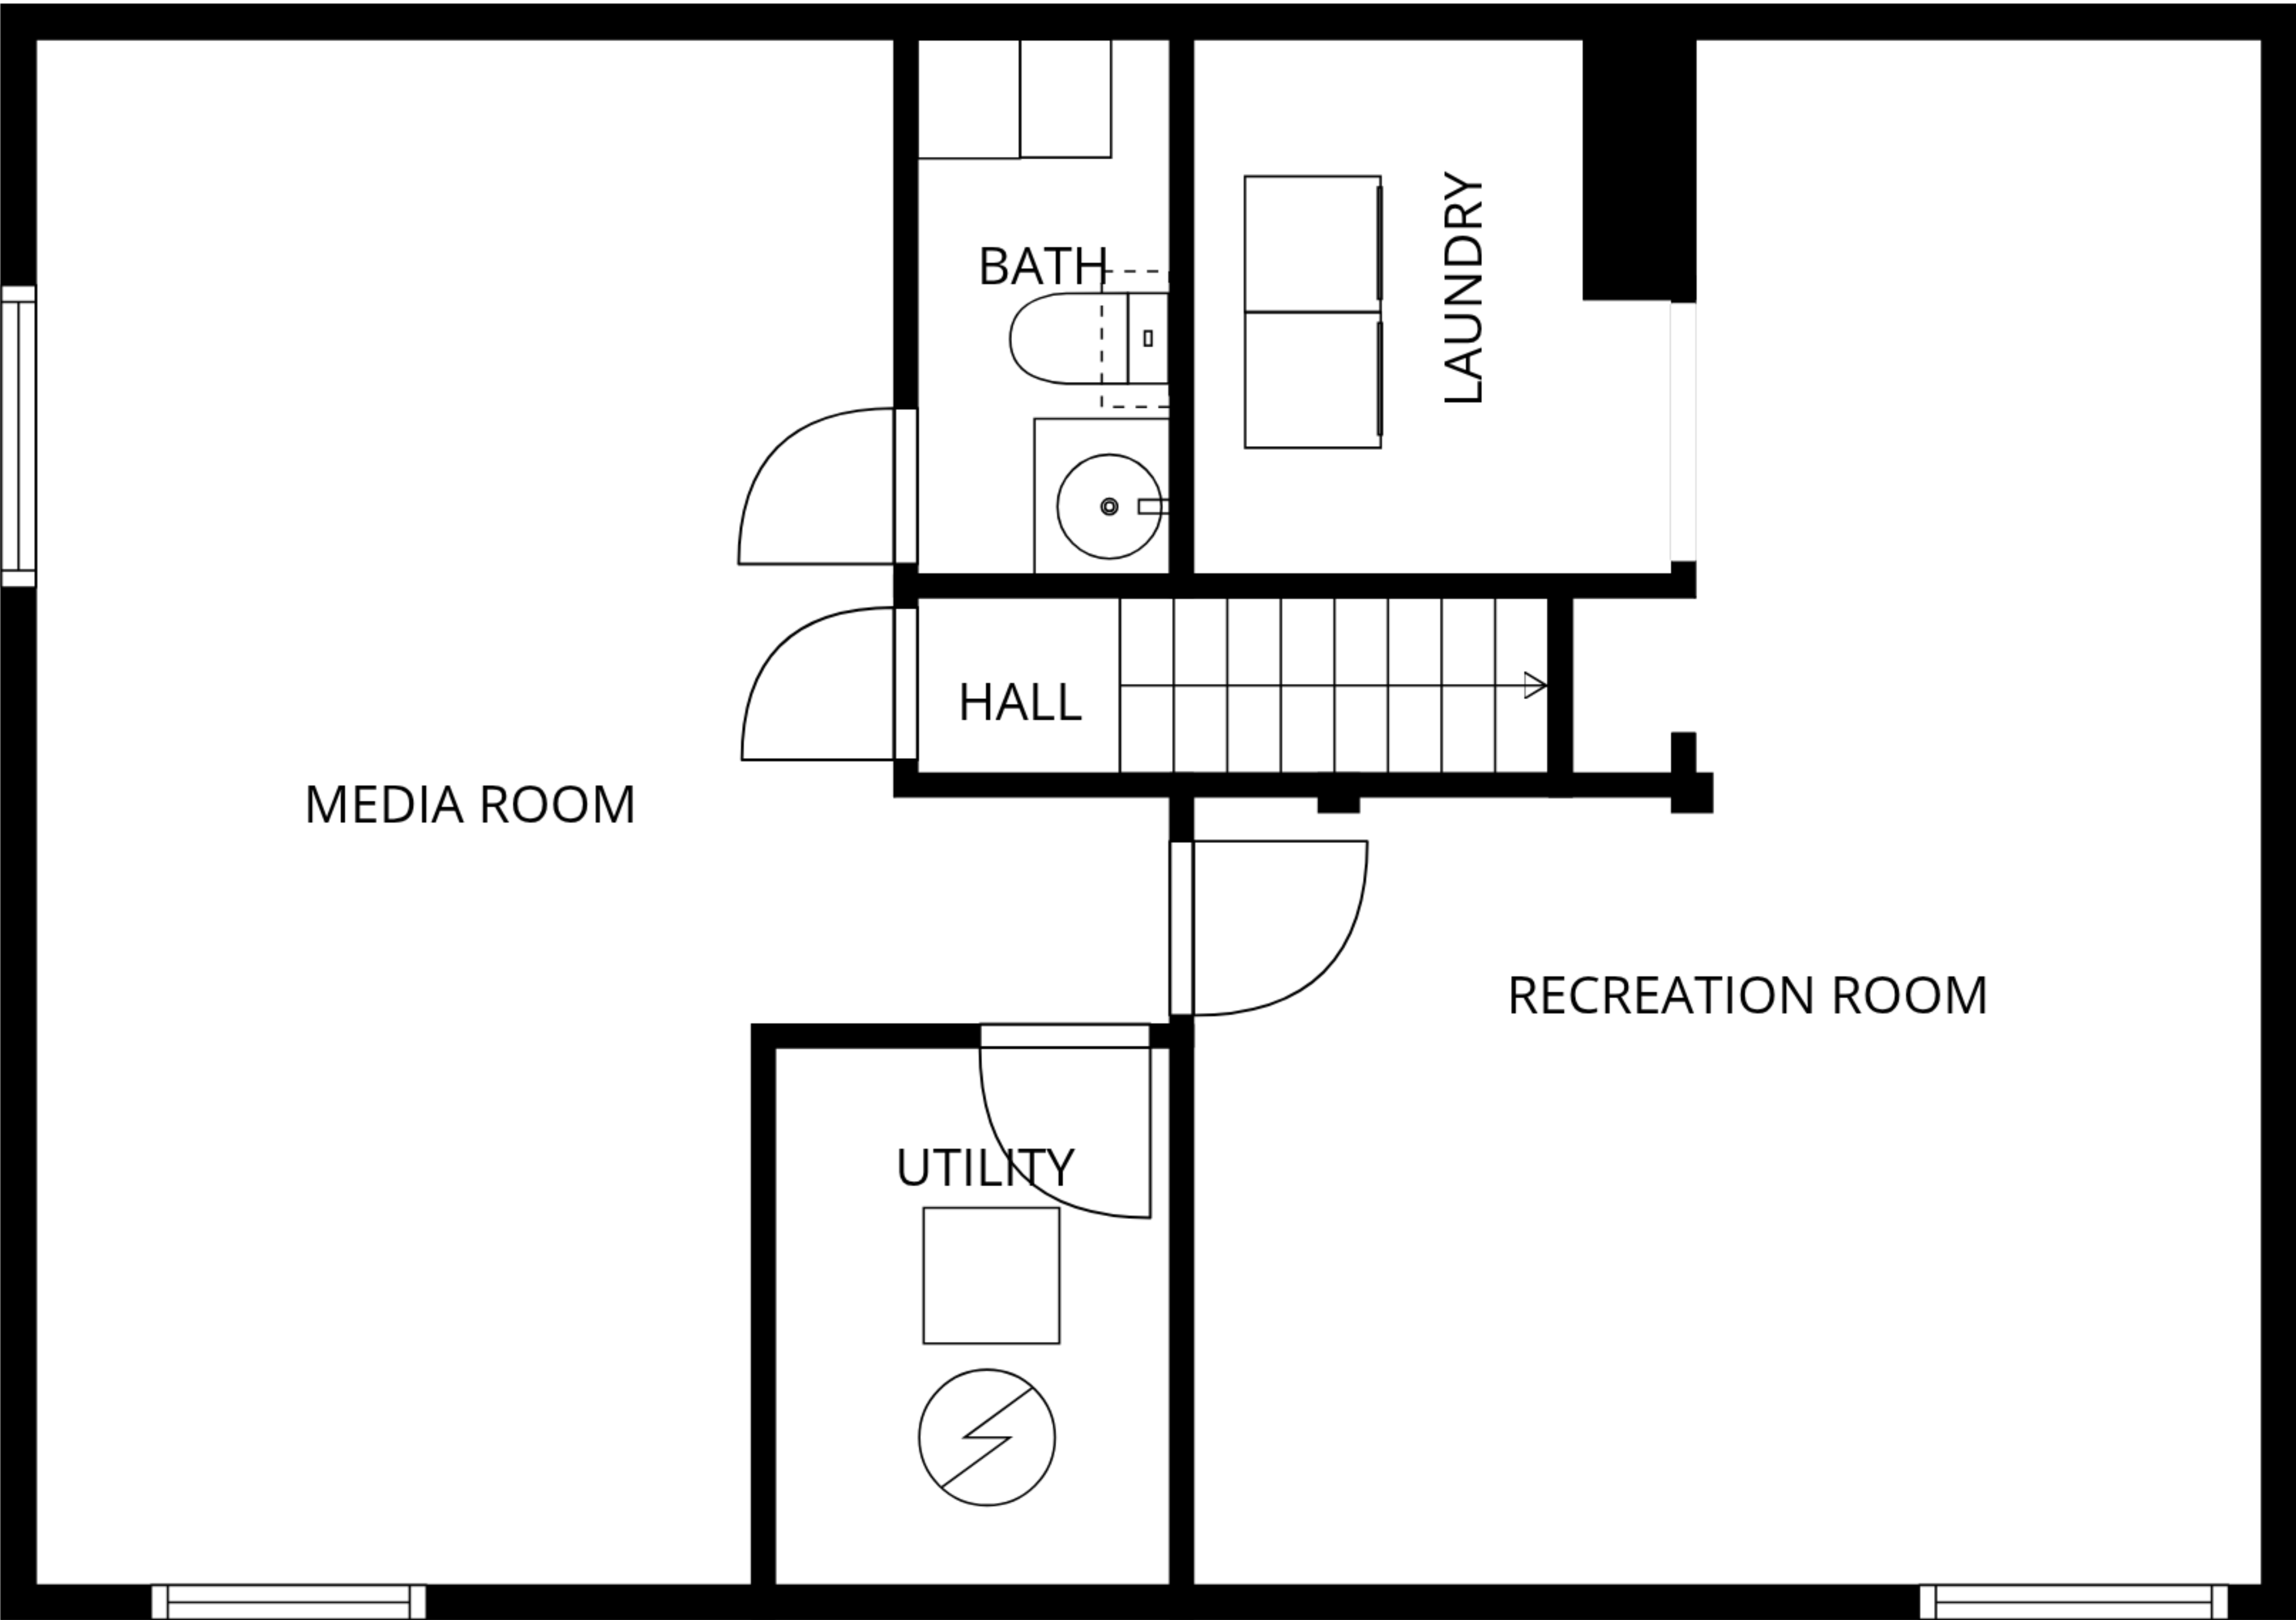 BATH
LAUNDRY
HALL
MEDIA ROOM
RECREATION ROOM
UTILITY